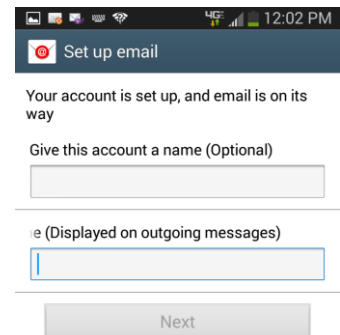 4G 12:02 PM
Set up email
Your account is set up, and email is on its
way
Give this account a name (Optional)
e (Displayed on outgoing messages)
Next